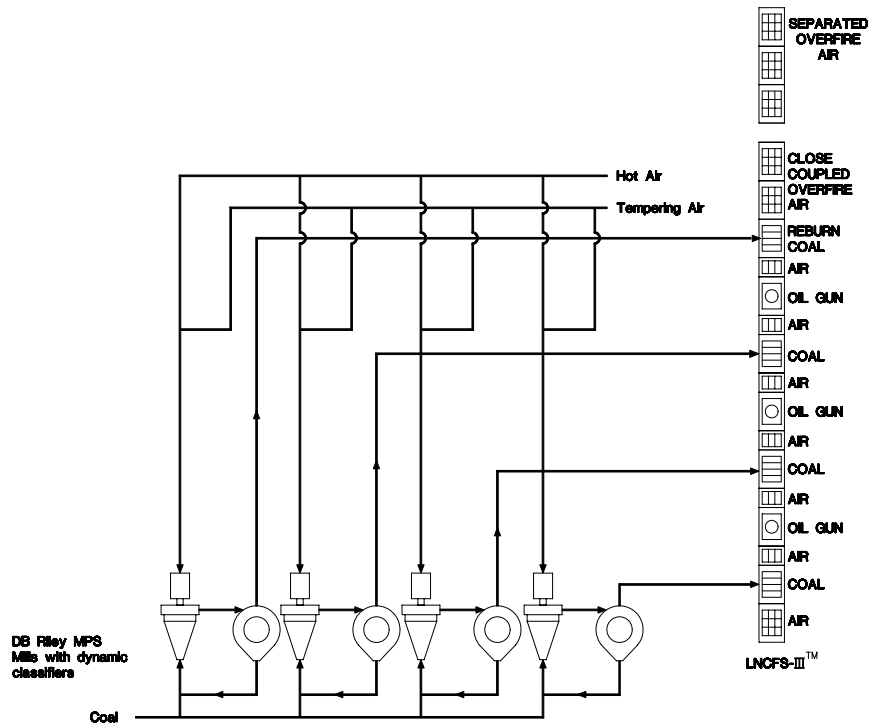 SEPARATED
OVERFIRE
AIR
CLOSE
COUPLED
OVERFIRE
AIR
Hot Air
Tempering Air
REBURN
COAL
AIR
OIL GUN
AIR
COAL
AIR
OIL GUN
AIR
COAL
AIR
OIL GUN
AIR
COAL
AIR
LNCFS-III™
DB Riley MPS
Mills with dynamic
classifiers
Coal